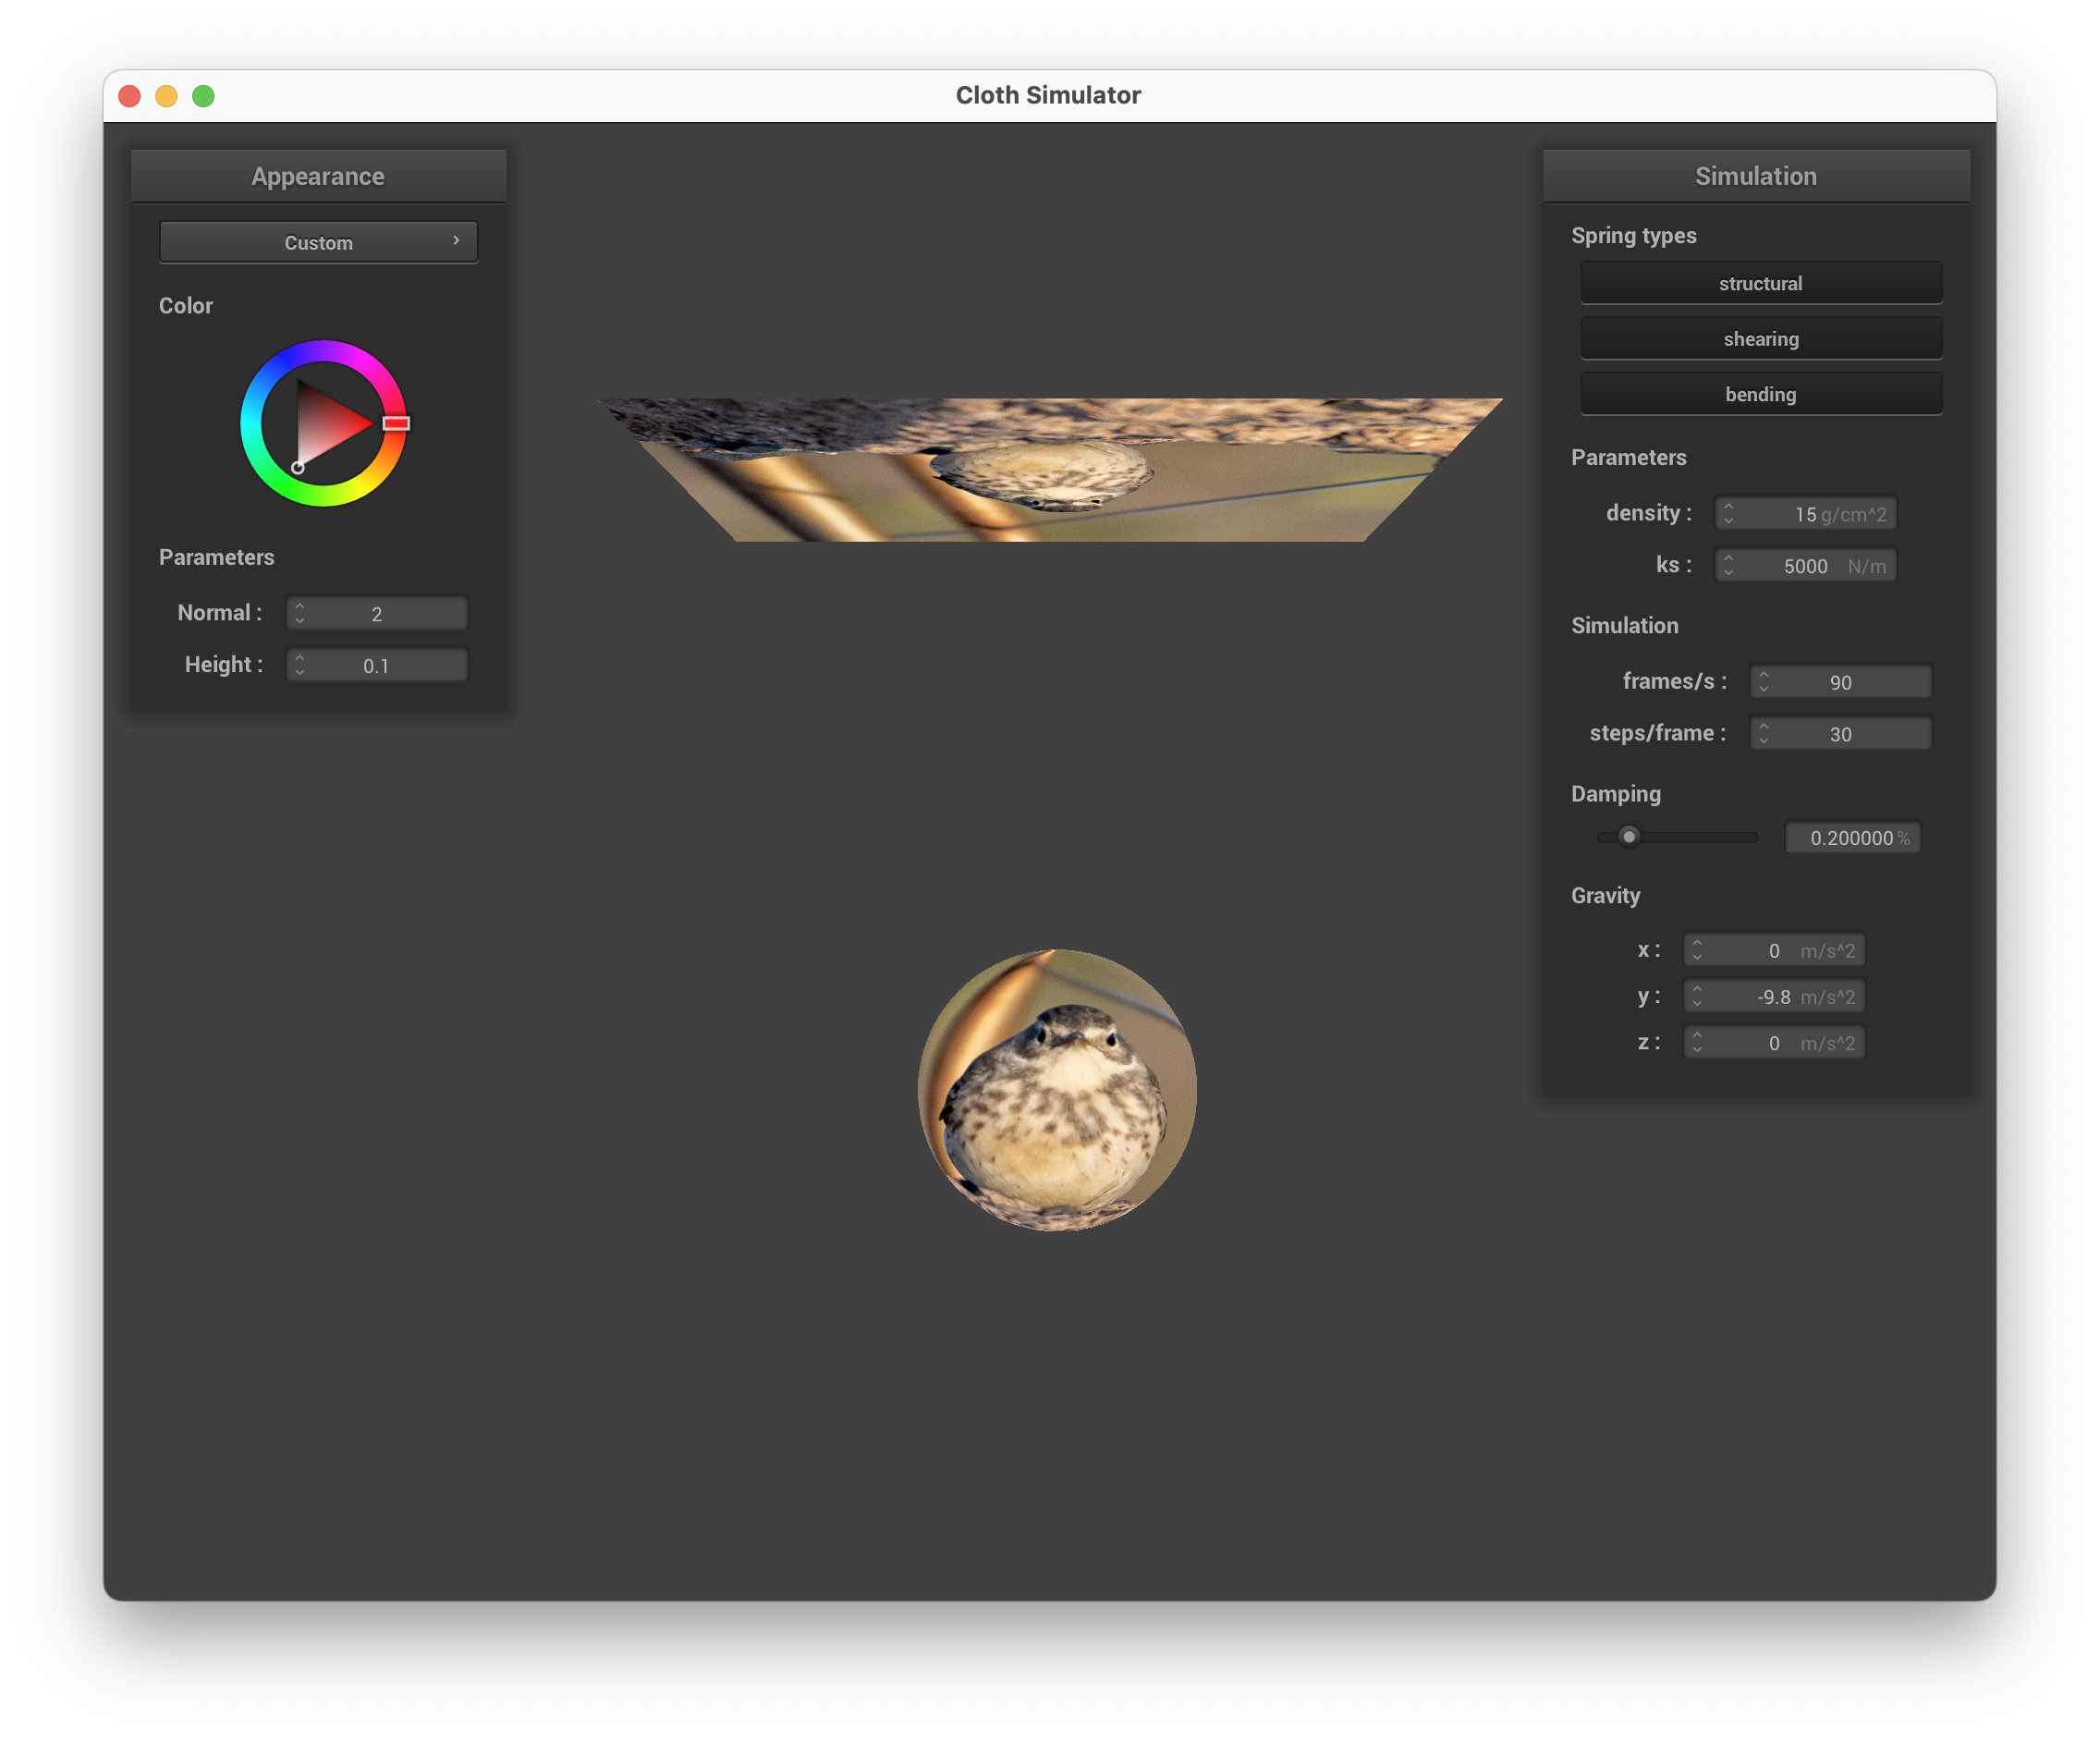 Cloth Simulator
Appearance
Custom
Color
Parameters
Normal : 2
Height : 0.1
Simulation
Spring types
structural
shearing
bending
Parameters
density : 15 g/cm^2
ks : 5000 N/m
Simulation
frames/s : 90
steps/frame : 30
Damping
0.200000 %
Gravity
x : 0 m/s^2
y : -9.8 m/s^2
z : 0 m/s^2